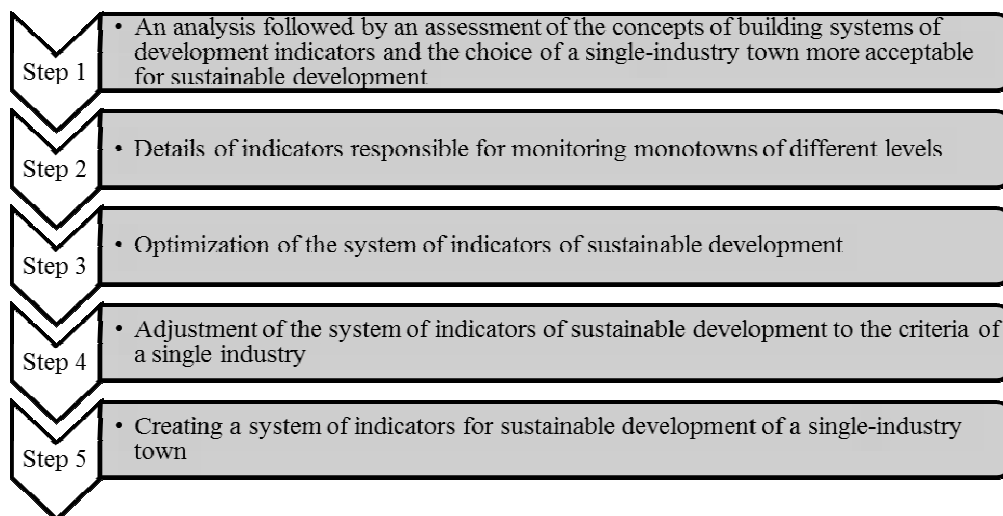 Step 1
• An analysis followed by an assessment of the concepts of building systems of
development indicators and the choice of a single-industry town more acceptable
for sustainable development
Step 2
• Details of indicators responsible for monitoring monotowns of different levels
Step 3
• Optimization of the system of indicators of sustainable development
Step 4
• Adjustment of the system of indicators of sustainable development to the criteria of
a single industry
Step 5
• Creating a system of indicators for sustainable development of a single-industry
town